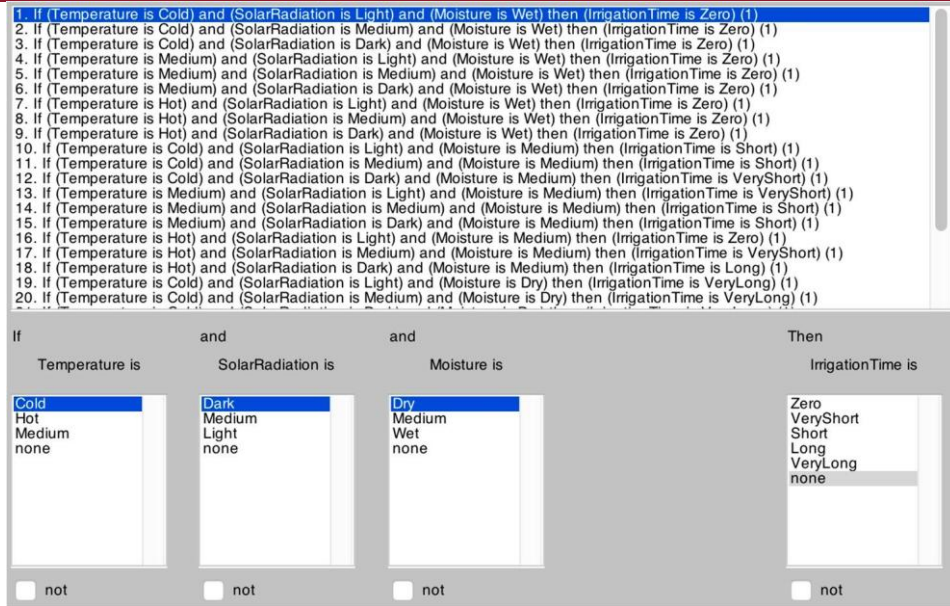 1. If (Temperature is Cold) and (SolarRadiation is Light) and (Moisture is Wet) then (IrrigationTime is Zero) (1)
2. If (Temperature is Cold) and (SolarRadiation is Medium) and (Moisture is Wet) then (IrrigationTime is Zero) (1)
3. If (Temperature is Cold) and (SolarRadiation is Dark) and (Moisture is Wet) then (IrrigationTime is Zero) (1)
4. If (Temperature is Medium) and (SolarRadiation is Light) and (Moisture is Wet) then (IrrigationTime is Zero) (1)
5. If (Temperature is Medium) and (SolarRadiation is Medium) and (Moisture is Wet) then (IrrigationTime is Zero) (1)
6. If (Temperature is Medium) and (SolarRadiation is Dark) and (Moisture is Wet) then (IrrigationTime is Zero) (1)
7. If (Temperature is Hot) and (SolarRadiation is Light) and (Moisture is Wet) then (IrrigationTime is Zero) (1)
8. If (Temperature is Hot) and (SolarRadiation is Medium) and (Moisture is Wet) then (IrrigationTime is Zero) (1)
9. If (Temperature is Hot) and (SolarRadiation is Dark) and (Moisture is Wet) then (IrrigationTime is Zero) (1)
10. If (Temperature is Cold) and (SolarRadiation is Light) and (Moisture is Medium) then (IrrigationTime is Short) (1)
11. If (Temperature is Cold) and (SolarRadiation is Medium) and (Moisture is Medium) then (IrrigationTime is Short) (1)
12. If (Temperature is Cold) and (SolarRadiation is Dark) and (Moisture is Medium) then (IrrigationTime is VeryShort) (1)
13. If (Temperature is Medium) and (SolarRadiation is Light) and (Moisture is Medium) then (IrrigationTime is VeryShort) (1)
14. If (Temperature is Medium) and (SolarRadiation is Medium) and (Moisture is Medium) then (IrrigationTime is Short) (1)
15. If (Temperature is Medium) and (SolarRadiation is Dark) and (Moisture is Medium) then (IrrigationTime is Short) (1)
16. If (Temperature is Hot) and (SolarRadiation is Light) and (Moisture is Medium) then (IrrigationTime is Zero) (1)
17. If (Temperature is Hot) and (SolarRadiation is Medium) and (Moisture is Medium) then (IrrigationTime is VeryShort) (1)
18. If (Temperature is Hot) and (SolarRadiation is Dark) and (Moisture is Medium) then (IrrigationTime is Long) (1)
19. If (Temperature is Cold) and (SolarRadiation is Light) and (Moisture is Dry) then (IrrigationTime is VeryLong) (1)
20. If (Temperature is Cold) and (SolarRadiation is Medium) and (Moisture is Dry) then (IrrigationTime is VeryLong) (1)
If and and Then
Temperature is SolarRadiation is Moisture is IrrigationTime is
Cold
Hot
Medium
none
Dark
Medium
Light
none
Dry
Medium
Wet
none
Zero
VeryShort
Short
Long
VeryLong
none
not not not not